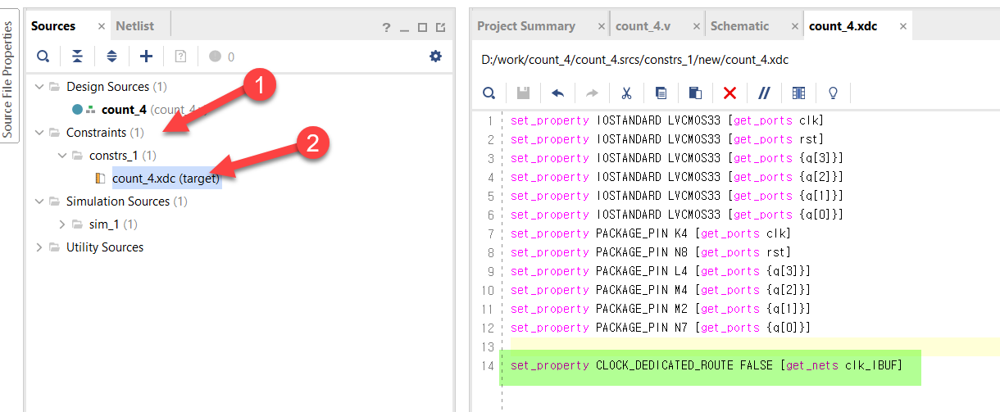 Source File Properties
Sources × Netlist
? _
0
Design Sources (1)
count_4 (count_4.
Constraints (1)
constrs_1 (1)
count_4.xdc (target)
Simulation Sources (1)
sim_1 (1)
Utility Sources
1
2
Project Summary × count_4.v × Schematic × count_4.xdc ×
D:/work/count_4/count_4.srcs/constrs_1/new/count_4.xdc
1 set_property IOSTANDARD LVCMOS33 [get_ports clk]
2 set_property IOSTANDARD LVCMOS33 [get_ports rst]
3 set_property IOSTANDARD LVCMOS33 [get_ports {q[3]}]
4 set_property IOSTANDARD LVCMOS33 [get_ports {q[2]}]
5 set_property IOSTANDARD LVCMOS33 [get_ports {q[1]}]
6 set_property IOSTANDARD LVCMOS33 [get_ports {q[0]}]
7 set_property PACKAGE_PIN K4 [get_ports clk]
8 set_property PACKAGE_PIN N8 [get_ports rst]
9 set_property PACKAGE_PIN L4 [get_ports {q[3]}]
10 set_property PACKAGE_PIN M4 [get_ports {q[2]}]
11 set_property PACKAGE_PIN M2 [get_ports {q[1]}]
12 set_property PACKAGE_PIN N7 [get_ports {q[0]}]
13
14 set_property CLOCK_DEDICATED_ROUTE FALSE [get_nets clk_IBUF]